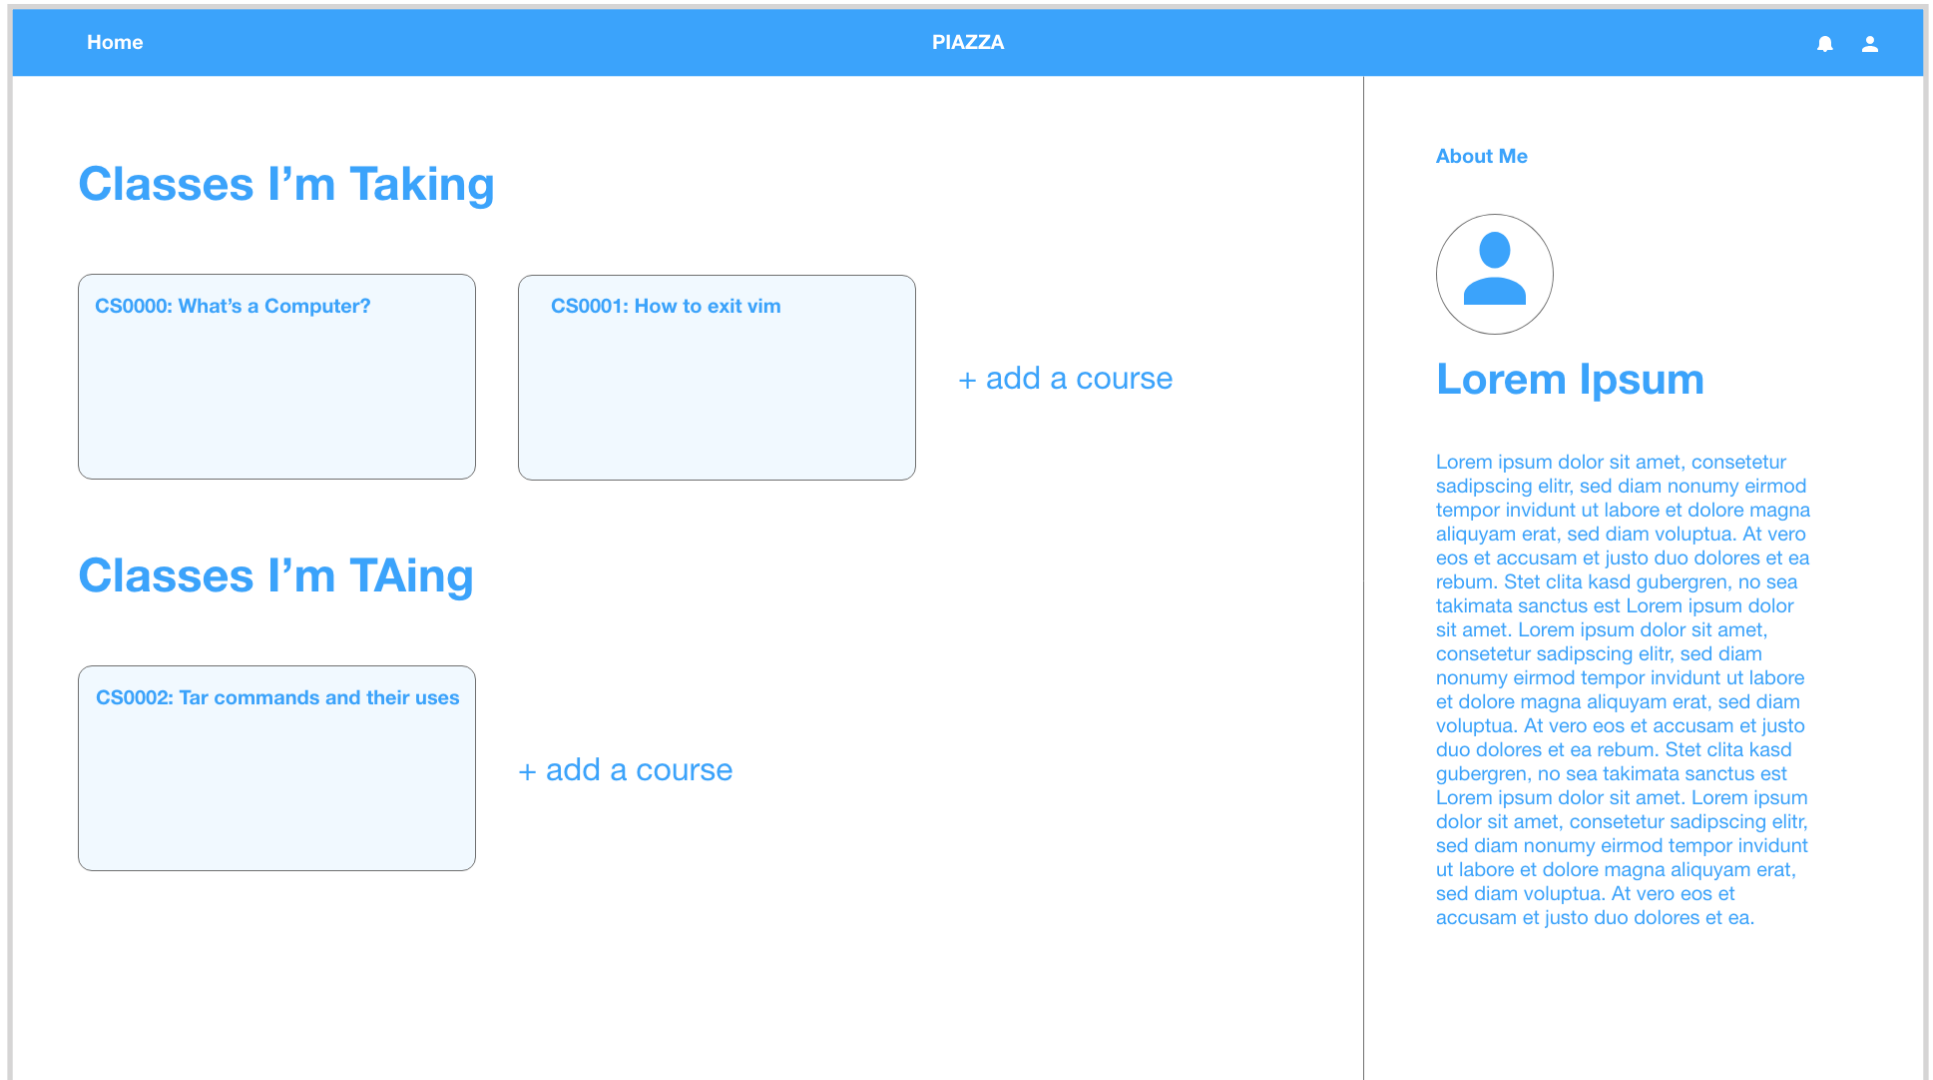 Home
PIAZZA
Classes I’m Taking
CS0000: What’s a Computer?
CS0001: How to exit vim
+ add a course
Classes I’m TAing
CS0002: Tar commands and their uses
+ add a course
About Me
Lorem Ipsum
Lorem ipsum dolor sit amet, consetetur
sadipscing elitr, sed diam nonumy eirmod
tempor invidunt ut labore et dolore magna
aliquyam erat, sed diam voluptua. At vero
eos et accusam et justo duo dolores et ea
rebum. Stet clita kasd gubergren, no sea
takimata sanctus est Lorem ipsum dolor
sit amet. Lorem ipsum dolor sit amet,
consetetur sadipscing elitr, sed diam
nonumy eirmod tempor invidunt ut labore
et dolore magna aliquyam erat, sed diam
voluptua. At vero eos et accusam et justo
duo dolores et ea rebum. Stet clita kasd
gubergren, no sea takimata sanctus est
Lorem ipsum dolor sit amet. Lorem ipsum
dolor sit amet, consetetur sadipscing elitr,
sed diam nonumy eirmod tempor invidunt
ut labore et dolore magna aliquyam erat,
sed diam voluptua. At vero eos et
accusam et justo duo dolores et ea.